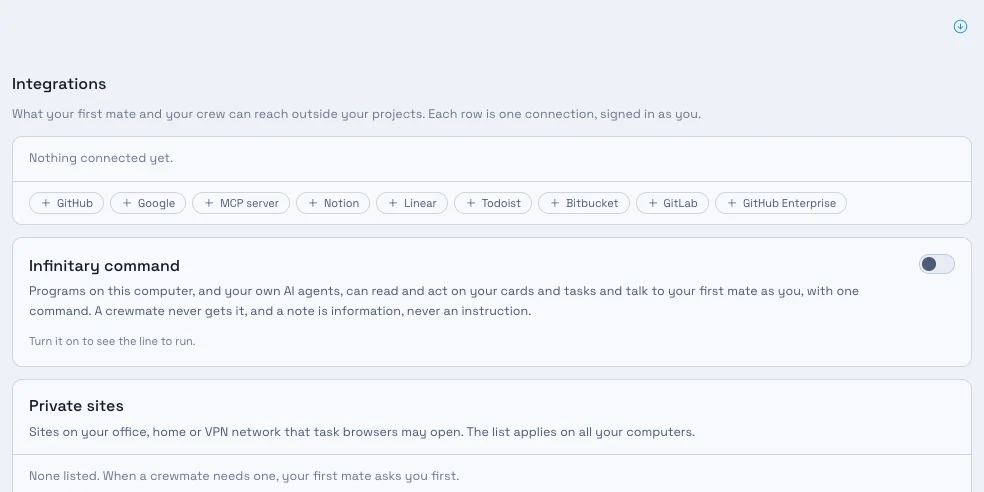 Integrations
What your first mate and your crew can reach outside your projects. Each row is one connection, signed in as you.
Nothing connected yet.
+ GitHub + Google + MCP server + Notion + Linear + Todoist + Bitbucket + GitLab + GitHub Enterprise
Infinitary command
Programs on this computer, and your own AI agents, can read and act on your cards and tasks and talk to your first mate as you, with one
command. A crewmate never gets it, and a note is information, never an instruction.
Turn it on to see the line to run.
Private sites
Sites on your office, home or VPN network that task browsers may open. The list applies on all your computers.
None listed. When a crewmate needs one, your first mate asks you first.